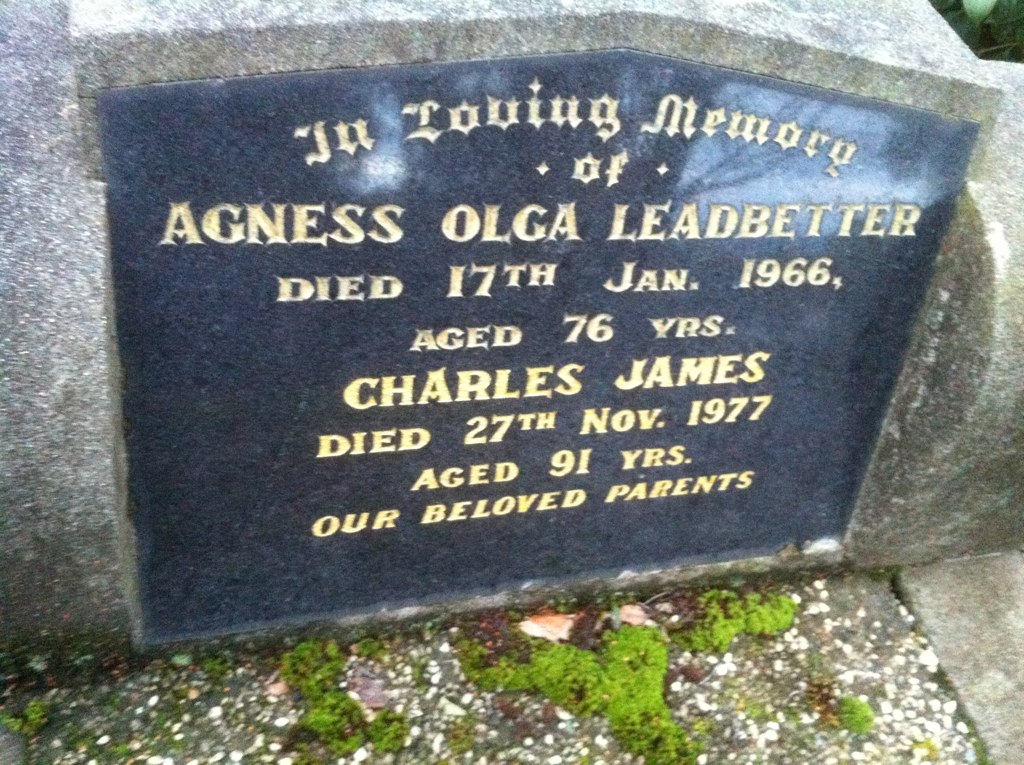 In Loving Memory
· of ·
AGNESS OLGA LEADBETTER
DIED 17TH JAN. 1966,
AGED 76 YRS.
CHARLES JAMES
DIED 27TH NOV. 1977
AGED 91 YRS.
OUR BELOVED PARENTS